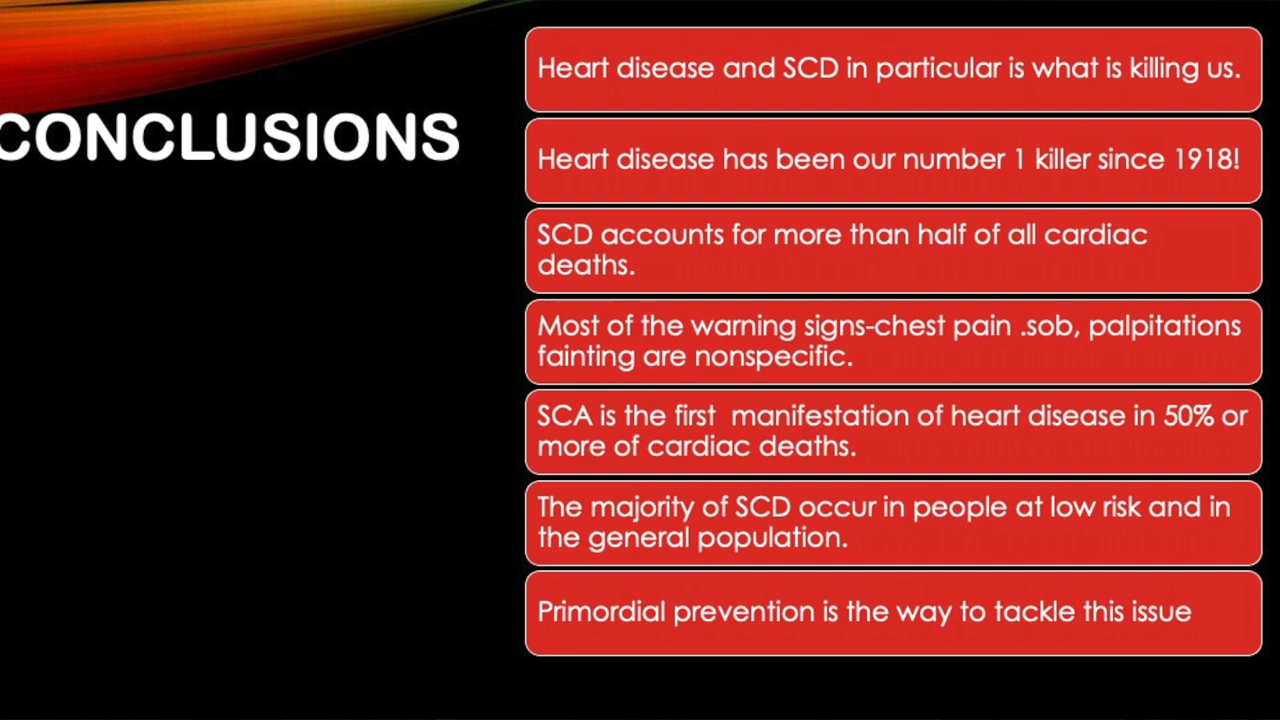 CONCLUSIONS
Heart disease and SCD in particular is what is killing us.
Heart disease has been our number 1 killer since 1918!
SCD accounts for more than half of all cardiac
deaths.
Most of the warning signs-chest pain .sob, palpitations
fainting are nonspecific.
SCA is the first  manifestation of heart disease in 50% or
more of cardiac deaths.
The majority of SCD occur in people at low risk and in
the general population.
Primordial prevention is the way to tackle this issue